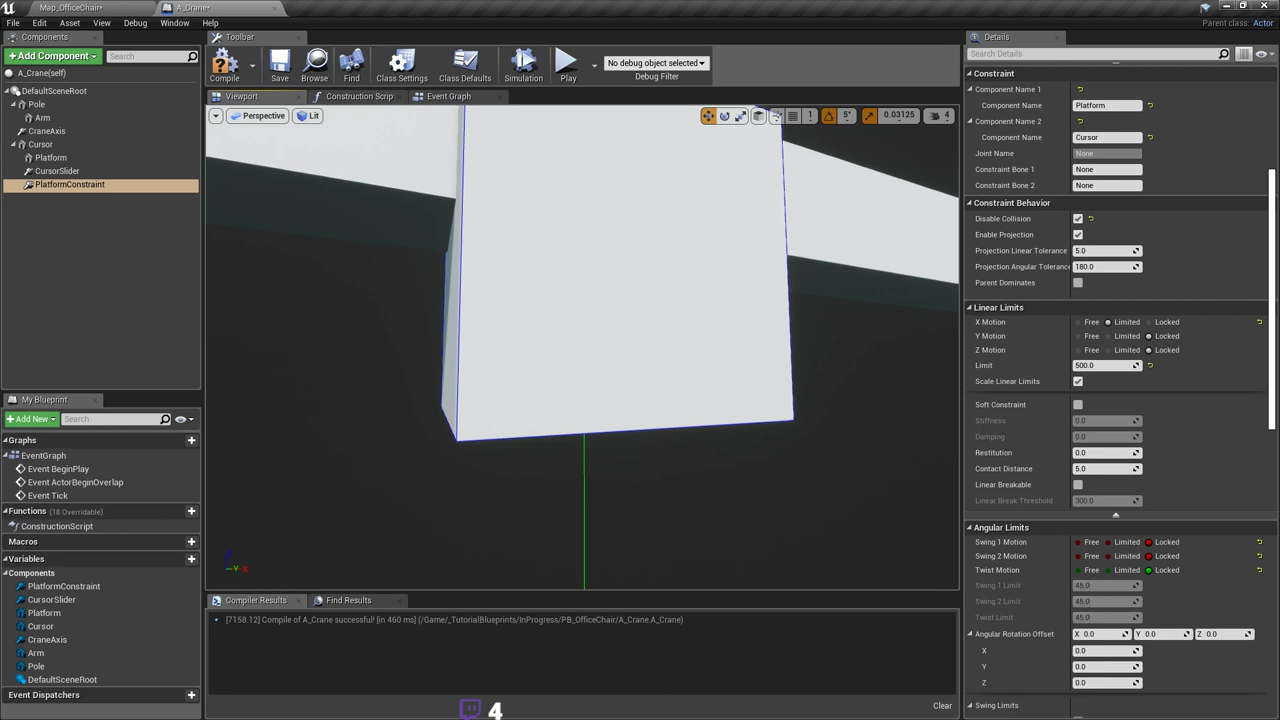 Map_OfficeChair*
A_Crane*
File Edit Asset View Debug Window Help
Parent class: Actor
Components
+ Add Component
Search
A_Crane(self)
DefaultSceneRoot
Pole
Arm
CraneAxis
Cursor
Platform
CursorSlider
PlatformConstraint
My Blueprint
+ Add New
Search
Graphs
EventGraph
Event BeginPlay
Event ActorBeginOverlap
Event Tick
Functions (18 Overridable)
ConstructionScript
Macros
Variables
Components
PlatformConstraint
CursorSlider
Platform
Cursor
CraneAxis
Arm
Pole
DefaultSceneRoot
Event Dispatchers
Toolbar
Compile
Save
Browse
Find
Class Settings
Class Defaults
Simulation
Play
No debug object selected
Debug Filter
Viewport
Construction Scrip
Event Graph
Perspective
Lit
1
5°
0.03125
4
Z
Y X
Compiler Results
Find Results
[7158.12] Compile of A_Crane successful! [in 460 ms] (/Game/_TutorialBlueprints/InProgress/PB_OfficeChair/A_Crane.A_Crane)
4
Clear
Details
Search Details
Constraint
Component Name 1
Component Name Platform
Component Name 2
Component Name Cursor
Joint Name None
Constraint Bone 1 None
Constraint Bone 2 None
Constraint Behavior
Disable Collision
Enable Projection
Projection Linear Tolerance 5.0
Projection Angular Tolerance 180.0
Parent Dominates
Linear Limits
X Motion Free Limited Locked
Y Motion Free Limited Locked
Z Motion Free Limited Locked
Limit 500.0
Scale Linear Limits
Soft Constraint
Stiffness 0.0
Damping 0.0
Restitution 0.0
Contact Distance 5.0
Linear Breakable
Linear Break Threshold 300.0
Angular Limits
Swing 1 Motion Free Limited Locked
Swing 2 Motion Free Limited Locked
Twist Motion Free Limited Locked
Swing 1 Limit 45.0
Swing 2 Limit 45.0
Twist Limit 45.0
Angular Rotation Offset X 0.0 Y 0.0 Z 0.0
X 0.0
Y 0.0
Z 0.0
Swing Limits